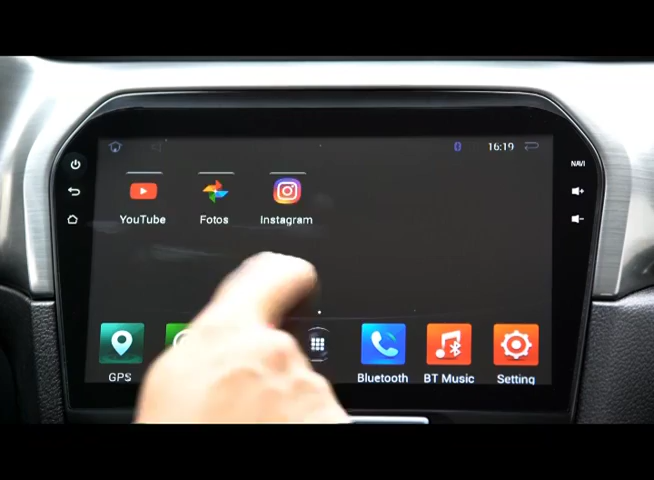 16:19
NAVI
YouTube
Fotos
Instagram
GPS
Bluetooth
BT Music
Setting